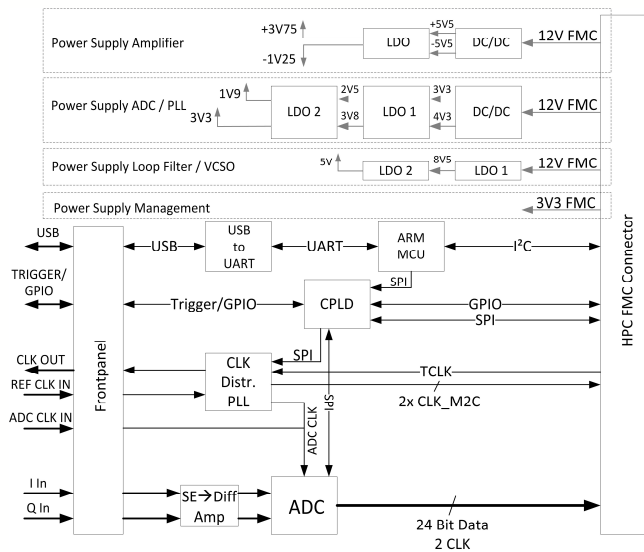 Power Supply Amplifier
+3V75
-1V25
LDO
+5V5
-5V5
DC/DC
12V FMC
Power Supply ADC / PLL
1V9
3V3
LDO 2
2V5
3V8
LDO 1
3V3
4V3
DC/DC
12V FMC
Power Supply Loop Filter / VCSO
5V
LDO 2
8V5
LDO 1
12V FMC
Power Supply Management
3V3 FMC
HPC FMC Connector
USB
Frontpanel
USB
USB
to
UART
UART
ARM
MCU
I²C
SPI
TRIGGER/
GPIO
Trigger/GPIO
CPLD
GPIO
SPI
SPI
CLK OUT
REF CLK IN
CLK
Distr.
PLL
TCLK
2x CLK_M2C
SPI
ADC CLK IN
ADC CLK
I In
Q In
SE→Diff
Amp
ADC
24 Bit Data
2 CLK